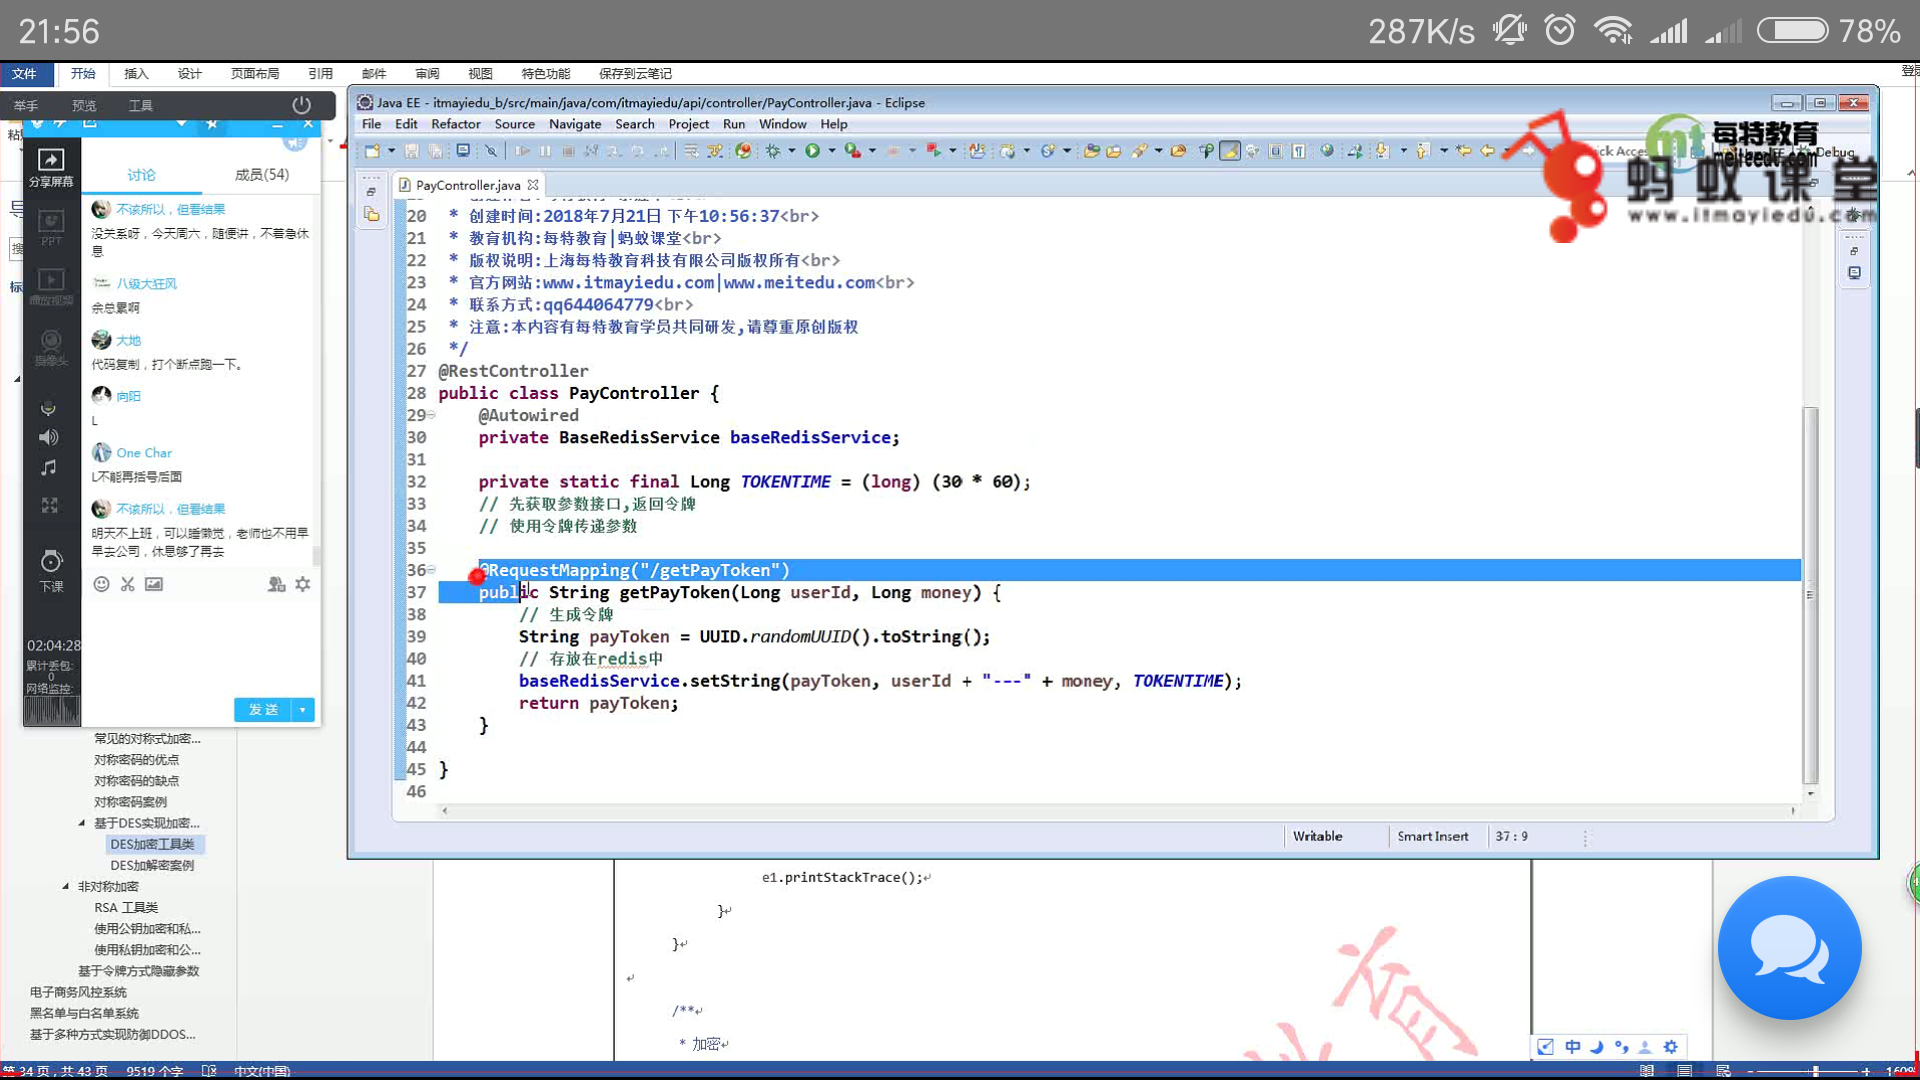 21:56
287K/s
78%
文件 开始 插入 设计 页面布局 引用 邮件 审阅 视图 特色功能 保存到云笔记
举手 预览 工具
分享屏幕
PPT
播放视频
摄像头
下课
02:04:28
累计丢包:
0
网络监控:
讨论 成员(54)
不该所以，但看结果
没关系呀，今天周六，随便讲，不着急休息
八级大狂风
余总累啊
大地
代码复制，打个断点跑一下。
向阳
L
One Char
L不能再括号后面
不该所以，但看结果
明天不上班，可以睡懒觉，老师也不用早早去公司，休息够了再去
发送
常见的对称式加密...
对称密码的优点
对称密码的缺点
对称密码案例
基于DES实现加密...
DES加密工具类
DES加解密案例
非对称加密
RSA 工具类
使用公钥加密和私...
使用私钥加密和公...
基于令牌方式隐藏参数
电子商务风控系统
黑名单与白名单系统
基于多种方式实现防御DDOS...
Java EE - itmayiedu_b/src/main/java/com/itmayiedu/api/controller/PayController.java - Eclipse
File Edit Refactor Source Navigate Search Project Run Window Help
Debug
每特教育
meiteedu.com
蚂蚁课堂
www.itmayiedu.com
PayController.java
20 * 创建时间:2018年7月21日 下午10:56:37<br>
21 * 教育机构:每特教育|蚂蚁课堂<br>
22 * 版权说明:上海每特教育科技有限公司版权所有<br>
23 * 官方网站:www.itmayiedu.com|www.meitedu.com<br>
24 * 联系方式:qq644064779<br>
25 * 注意:本内容有每特教育学员共同研发,请尊重原创版权
26 */
27 @RestController
28 public class PayController {
29 @Autowired
30 private BaseRedisService baseRedisService;
31
32 private static final Long TOKENTIME = (long) (30 * 60);
33 // 先获取参数接口,返回令牌
34 // 使用令牌传递参数
35
36 @RequestMapping("/getPayToken")
37 public String getPayToken(Long userId, Long money) {
38 // 生成令牌
39 String payToken = UUID.randomUUID().toString();
40 // 存放在redis中
41 baseRedisService.setString(payToken, userId + "---" + money, TOKENTIME);
42 return payToken;
43 }
44
45 }
46
Writable Smart Insert 37 : 9
e1.printStackTrace();
}
}
/**
* 加密
中
第 34 页，共 43 页 9519 个字 中文(中国)
160%